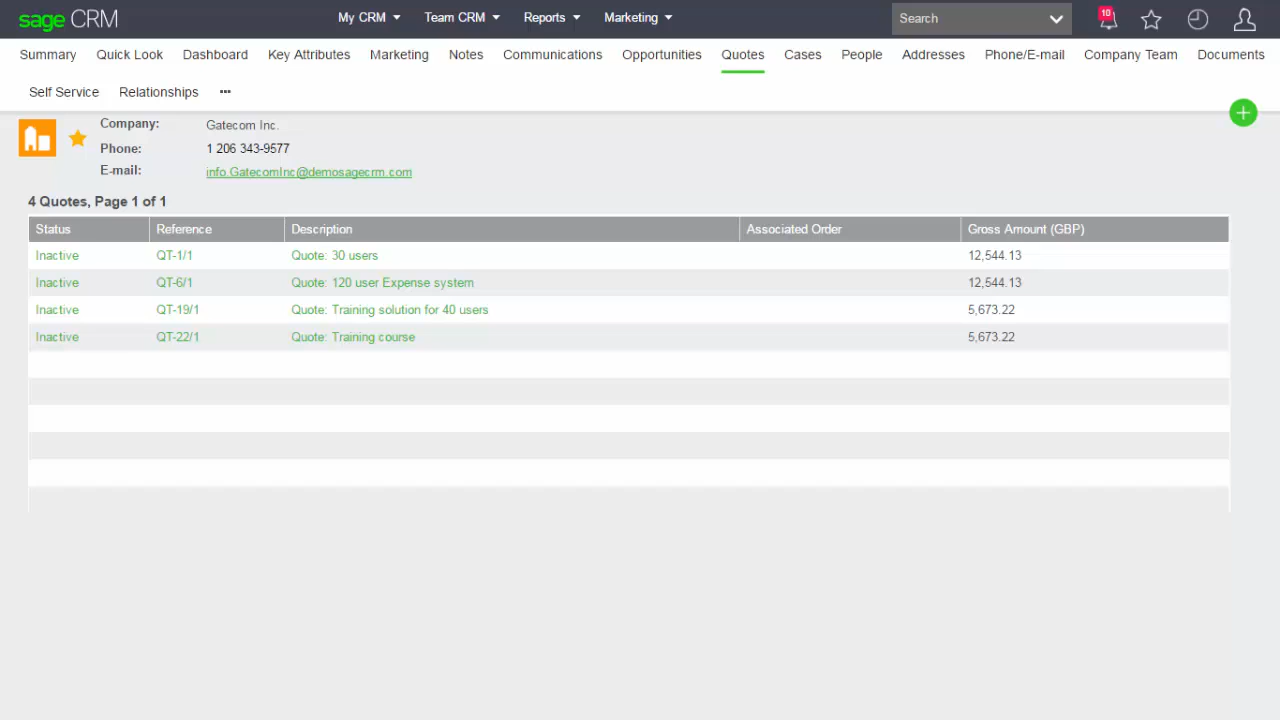 sage CRM My CRM Team CRM Reports Marketing Search 10
Summary Quick Look Dashboard Key Attributes Marketing Notes Communications Opportunities Quotes Cases People Addresses Phone/E-mail Company Team Documents
Self Service Relationships ...
Company: Gatecom Inc.
Phone: 1 206 343-9577
E-mail: info.GatecomInc@demosagecrm.com
4 Quotes, Page 1 of 1
Status Reference Description Associated Order Gross Amount (GBP)
Inactive QT-1/1 Quote: 30 users 12,544.13
Inactive QT-6/1 Quote: 120 user Expense system 12,544.13
Inactive QT-19/1 Quote: Training solution for 40 users 5,673.22
Inactive QT-22/1 Quote: Training course 5,673.22